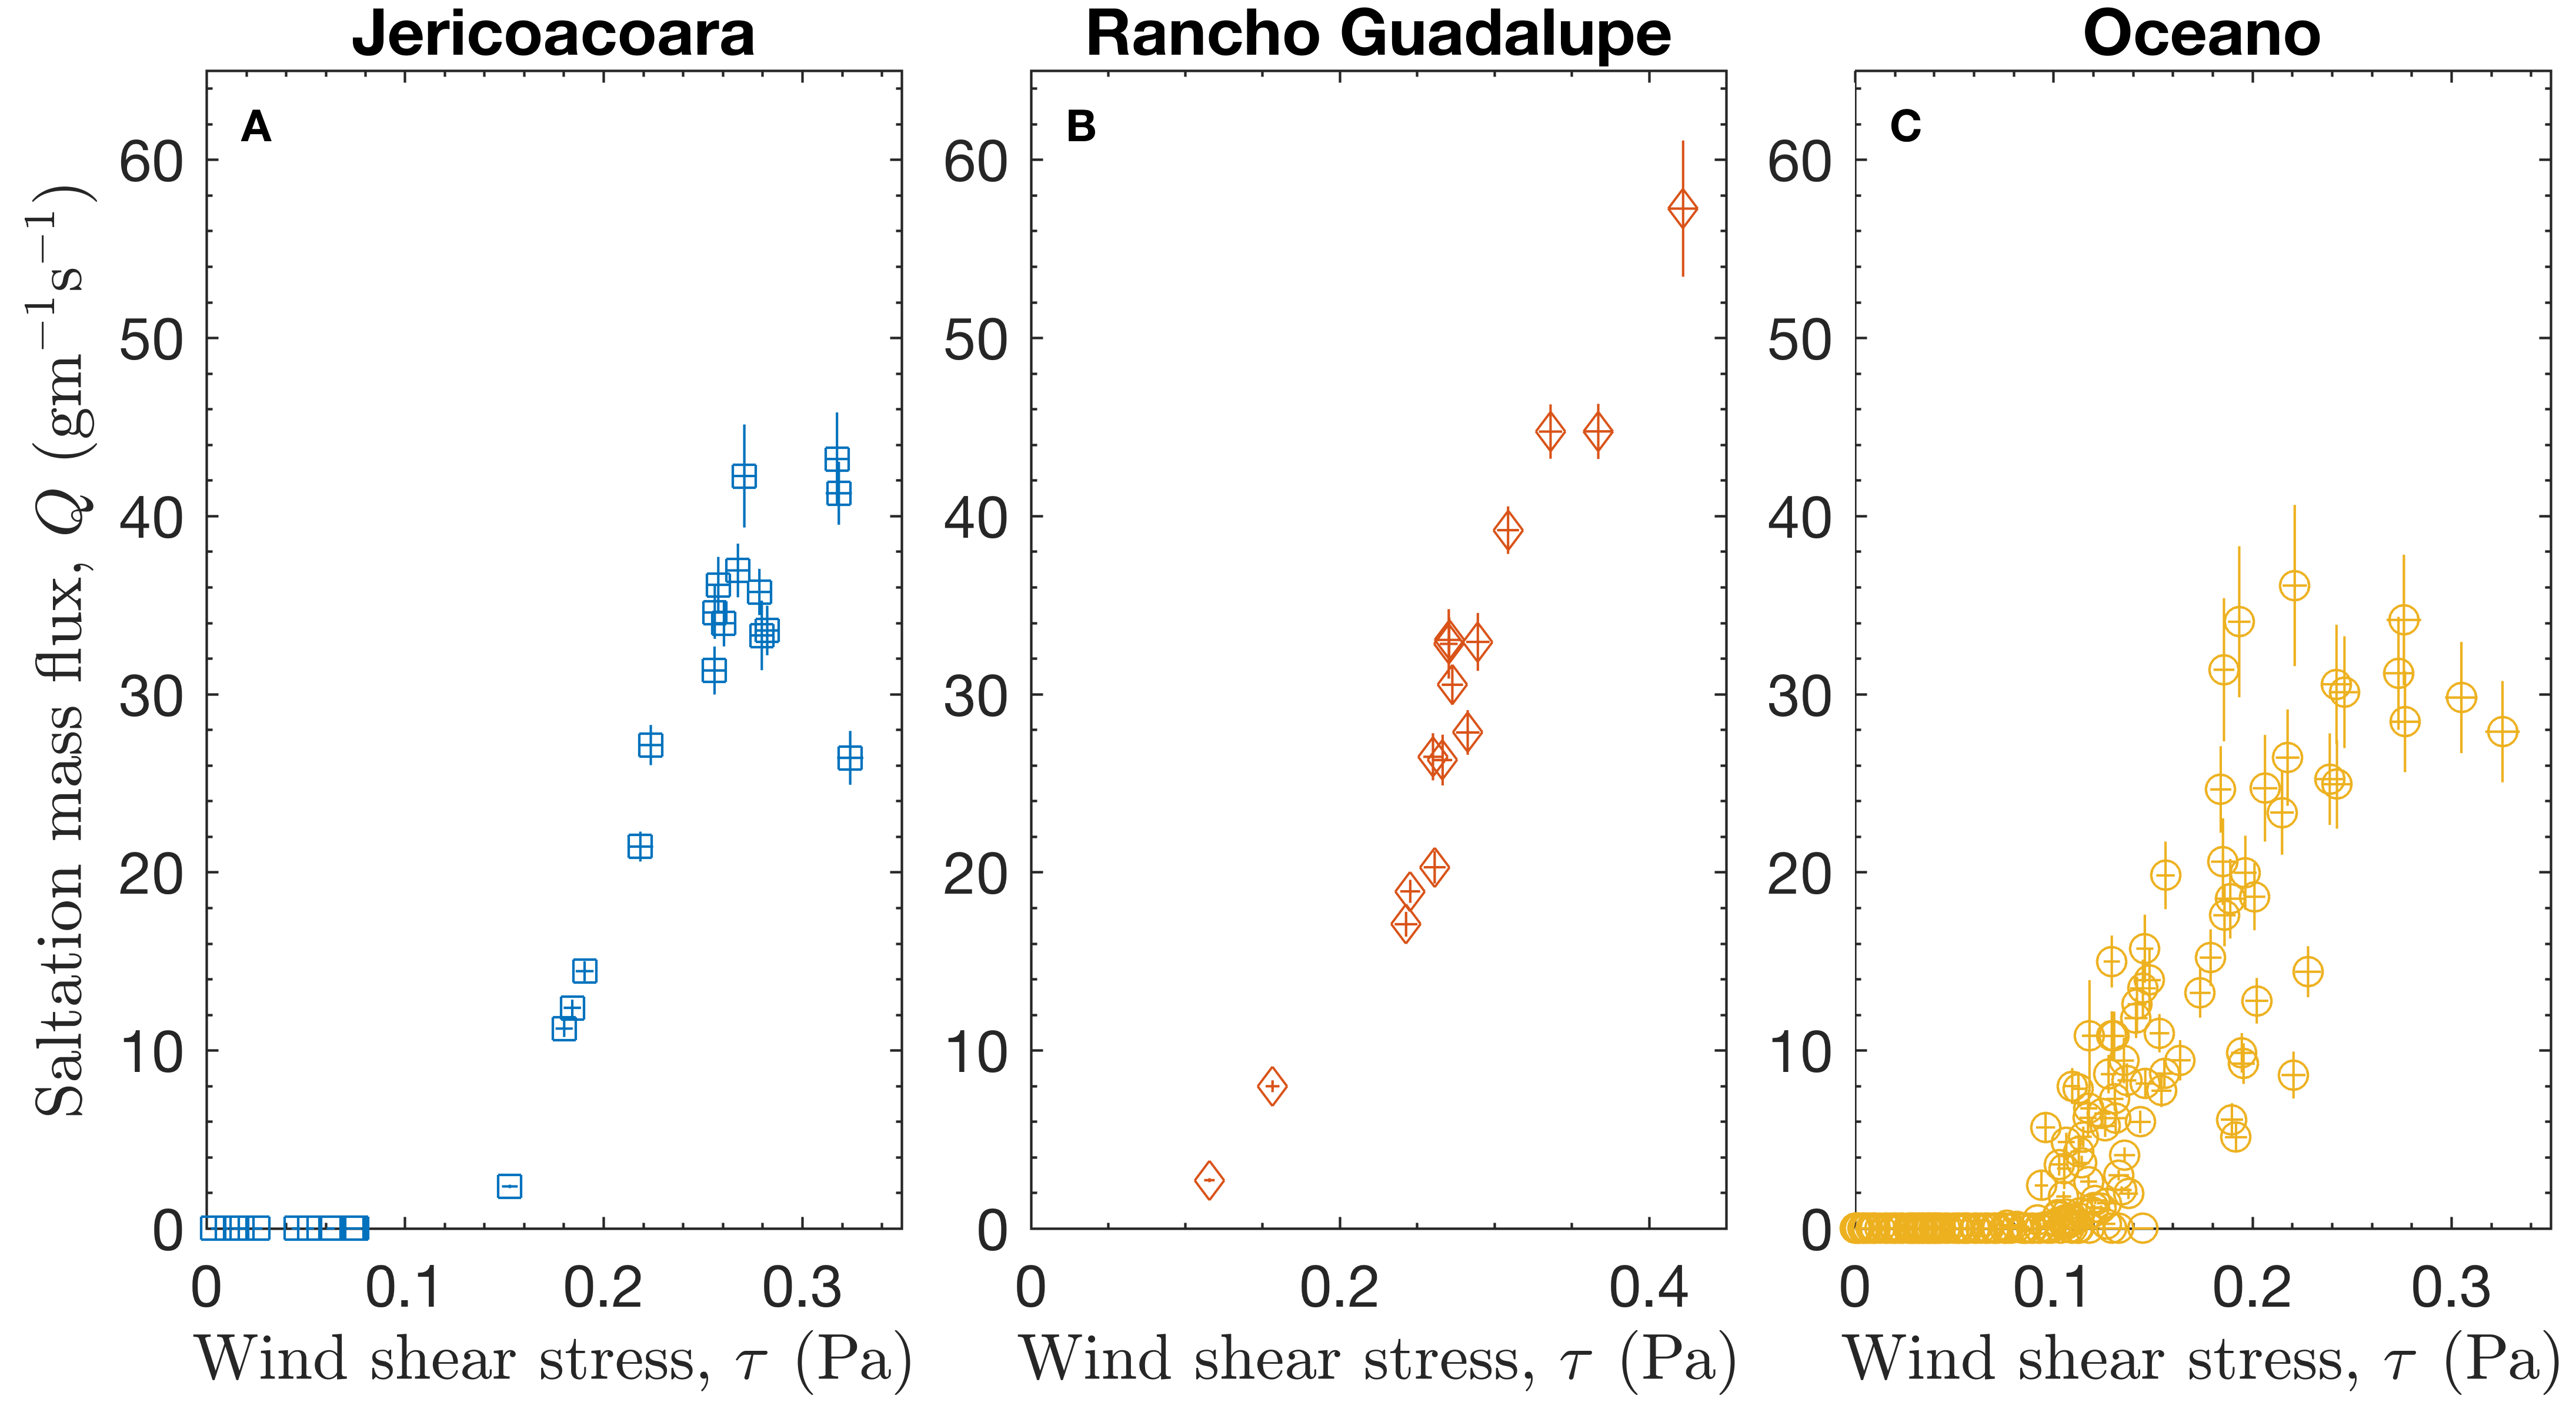 Jericoacoara
Rancho Guadalupe
Oceano
A
B
C
Saltation mass flux, Q (gm⁻¹s⁻¹)
60
50
40
30
20
10
0
60
50
40
30
20
10
0
60
50
40
30
20
10
0
0 0.1 0.2 0.3
0 0.2 0.4
0 0.1 0.2 0.3
Wind shear stress, τ (Pa)
Wind shear stress, τ (Pa)
Wind shear stress, τ (Pa)